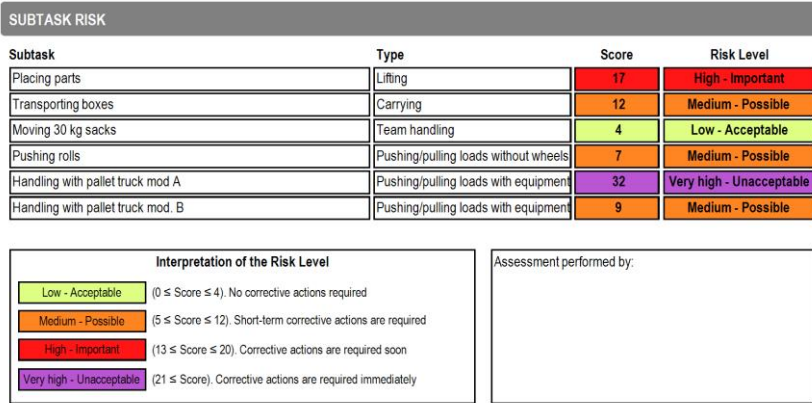 SUBTASK RISK
Subtask Type Score Risk Level
Placing parts Lifting 17 High - Important
Transporting boxes Carrying 12 Medium - Possible
Moving 30 kg sacks Team handling 4 Low - Acceptable
Pushing rolls Pushing/pulling loads without wheels 7 Medium - Possible
Handling with pallet truck mod A Pushing/pulling loads with equipment 32 Very high - Unacceptable
Handling with pallet truck mod. B Pushing/pulling loads with equipment 9 Medium - Possible
Interpretation of the Risk Level
Low - Acceptable (0 ≤ Score ≤ 4). No corrective actions required
Medium - Possible (5 ≤ Score ≤ 12). Short-term corrective actions are required
High - Important (13 ≤ Score ≤ 20). Corrective actions are required soon
Very high - Unacceptable (21 ≤ Score). Corrective actions are required immediately
Assessment performed by: